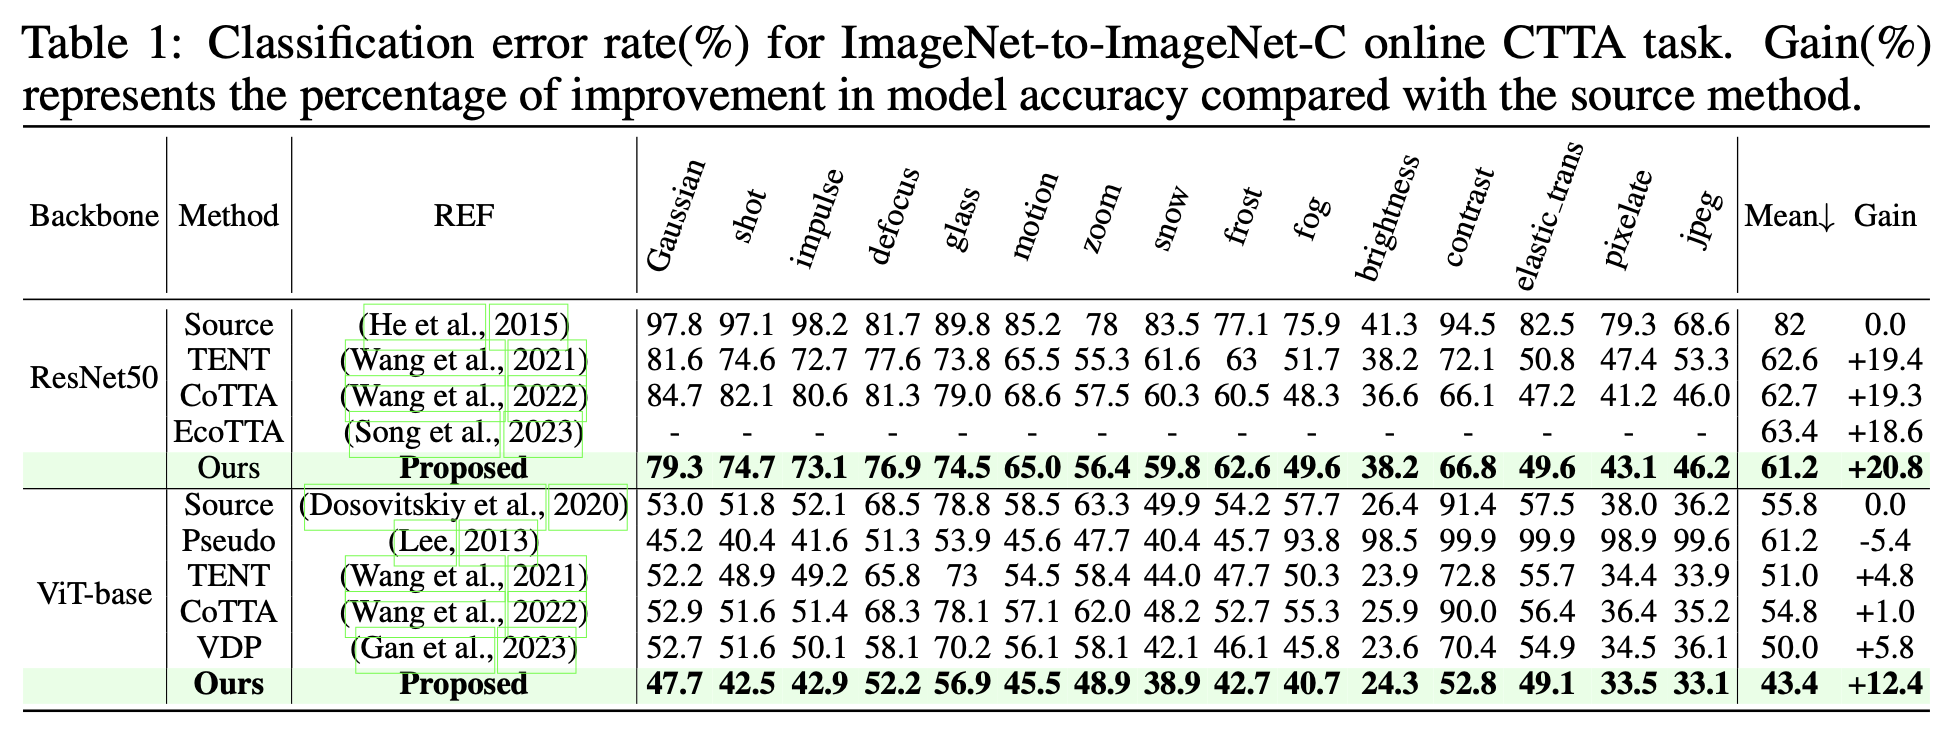 Table 1: Classification error rate(%) for ImageNet-to-ImageNet-C online CTTA task. Gain(%)
represents the percentage of improvement in model accuracy compared with the source method.
Backbone Method REF Gaussian shot impulse defocus glass motion zoom snow frost fog brightness contrast elastic_trans pixelate jpeg Mean↓ Gain
ResNet50
Source (He et al., 2015) 97.8 97.1 98.2 81.7 89.8 85.2 78 83.5 77.1 75.9 41.3 94.5 82.5 79.3 68.6 82 0.0
TENT (Wang et al., 2021) 81.6 74.6 72.7 77.6 73.8 65.5 55.3 61.6 63 51.7 38.2 72.1 50.8 47.4 53.3 62.6 +19.4
CoTTA (Wang et al., 2022) 84.7 82.1 80.6 81.3 79.0 68.6 57.5 60.3 60.5 48.3 36.6 66.1 47.2 41.2 46.0 62.7 +19.3
EcoTTA (Song et al., 2023) - - - - - - - - - - - - - - - 63.4 +18.6
Ours Proposed 79.3 74.7 73.1 76.9 74.5 65.0 56.4 59.8 62.6 49.6 38.2 66.8 49.6 43.1 46.2 61.2 +20.8
ViT-base
Source (Dosovitskiy et al., 2020) 53.0 51.8 52.1 68.5 78.8 58.5 63.3 49.9 54.2 57.7 26.4 91.4 57.5 38.0 36.2 55.8 0.0
Pseudo (Lee, 2013) 45.2 40.4 41.6 51.3 53.9 45.6 47.7 40.4 45.7 93.8 98.5 99.9 99.9 98.9 99.6 61.2 -5.4
TENT (Wang et al., 2021) 52.2 48.9 49.2 65.8 73 54.5 58.4 44.0 47.7 50.3 23.9 72.8 55.7 34.4 33.9 51.0 +4.8
CoTTA (Wang et al., 2022) 52.9 51.6 51.4 68.3 78.1 57.1 62.0 48.2 52.7 55.3 25.9 90.0 56.4 36.4 35.2 54.8 +1.0
VDP (Gan et al., 2023) 52.7 51.6 50.1 58.1 70.2 56.1 58.1 42.1 46.1 45.8 23.6 70.4 54.9 34.5 36.1 50.0 +5.8
Ours Proposed 47.7 42.5 42.9 52.2 56.9 45.5 48.9 38.9 42.7 40.7 24.3 52.8 49.1 33.5 33.1 43.4 +12.4